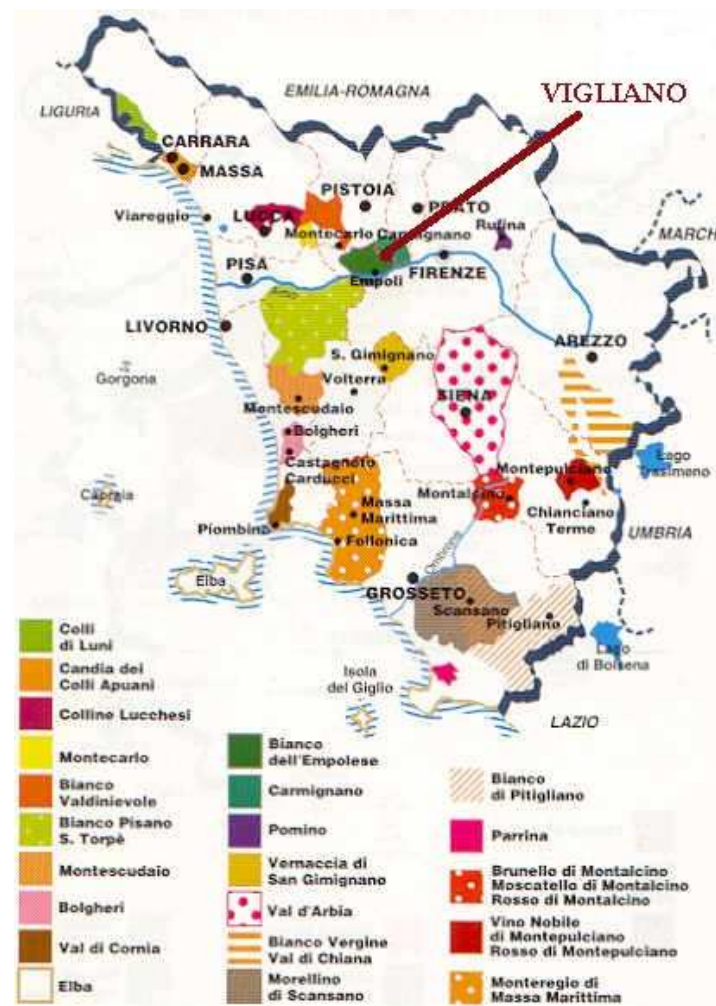 EMILIA-ROMAGNA
VIGLIANO
LIGURIA
CARRARA
MASSA
PISTOIA
PRATO
Viareggio
LUCCA
Montecarlo Carmignano
Rufina
MARCH
PISA
Empoli
FIRENZE
Arno
LIVORNO
AREZZO
S. Gimignano
Gorgona
Volterra
SIENA
Montescudaio
Bolgheri
Lago
Trasimeno
Castagneto
Carducci
Montepulciano
Capraia
Massa
Marittima
Montalcino
Chianciano
Terme
Piombino
UMBRIA
Follonica
Ombrone
Elba
GROSSETO
Scansano
Pitigliano
Lago
di Bolsena
Isola
del Giglio
LAZIO
Colli
di Luni
Candia dei
Colli Apuani
Colline Lucchesi
Montecarlo
Bianco
Valdinievole
Bianco Pisano
S. Torpè
Montescudaio
Bolgheri
Val di Cornia
Elba
Bianco
dell'Empolese
Carmignano
Pomino
Vernaccia di
San Gimignano
Val d'Arbia
Bianco Vergine
Val di Chiana
Morellino
di Scansano
Bianco
di Pitigliano
Parrina
Brunello di Montalcino
Moscatello di Montalcino
Rosso di Montalcino
Vino Nobile
di Montepulciano
Rosso di Montepulciano
Monteregio di
Massa Marittima